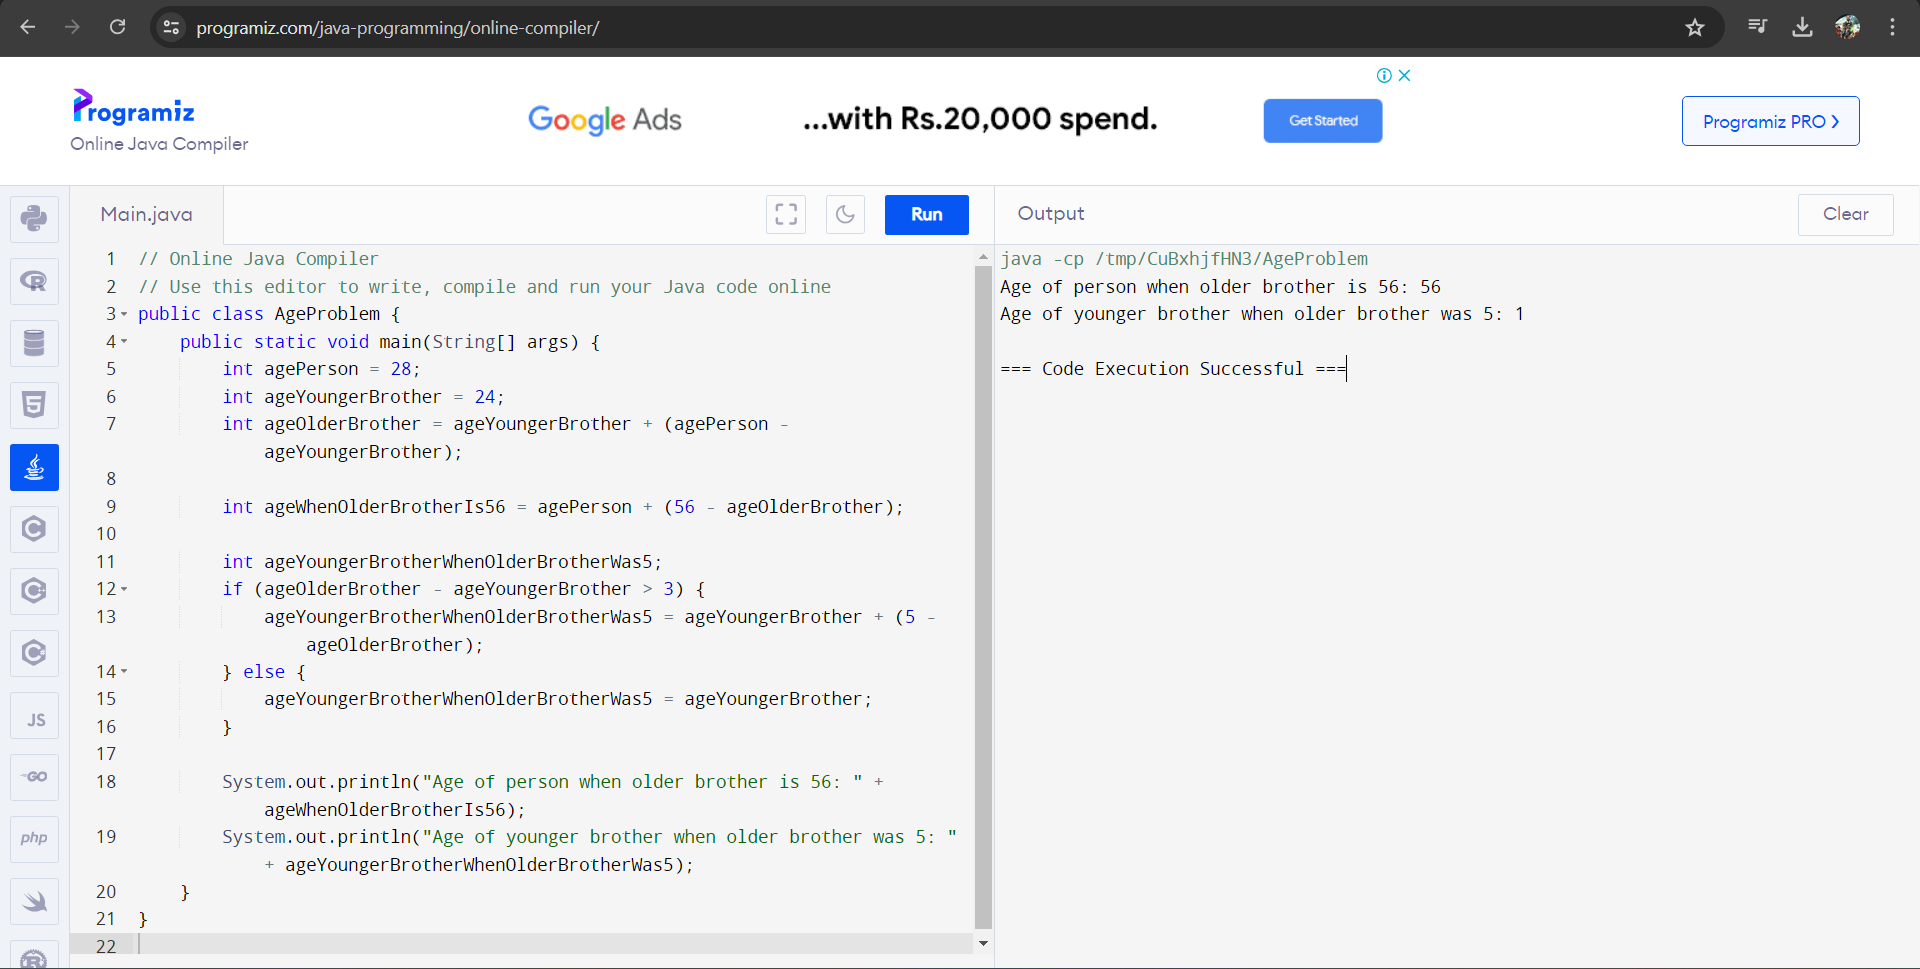 programiz.com/java-programming/online-compiler/
Programiz
Online Java Compiler
Google Ads
...with Rs.20,000 spend.
Get Started
Programiz PRO
Main.java
Run
Output
Clear
1 // Online Java Compiler
2 // Use this editor to write, compile and run your Java code online
3 public class AgeProblem {
4 public static void main(String[] args) {
5 int agePerson = 28;
6 int ageYoungerBrother = 24;
7 int ageOlderBrother = ageYoungerBrother + (agePerson -
ageYoungerBrother);
8
9 int ageWhenOlderBrotherIs56 = agePerson + (56 - ageOlderBrother);
10
11 int ageYoungerBrotherWhenOlderBrotherWas5;
12 if (ageOlderBrother - ageYoungerBrother > 3) {
13 ageYoungerBrotherWhenOlderBrotherWas5 = ageYoungerBrother + (5 -
ageOlderBrother);
14 } else {
15 ageYoungerBrotherWhenOlderBrotherWas5 = ageYoungerBrother;
16 }
17
18 System.out.println("Age of person when older brother is 56: " +
ageWhenOlderBrotherIs56);
19 System.out.println("Age of younger brother when older brother was 5: "
+ ageYoungerBrotherWhenOlderBrotherWas5);
20 }
21 }
22
java -cp /tmp/CuBxhjfHN3/AgeProblem
Age of person when older brother is 56: 56
Age of younger brother when older brother was 5: 1
=== Code Execution Successful ===
R
5
C
C
C
JS
GO
php
R